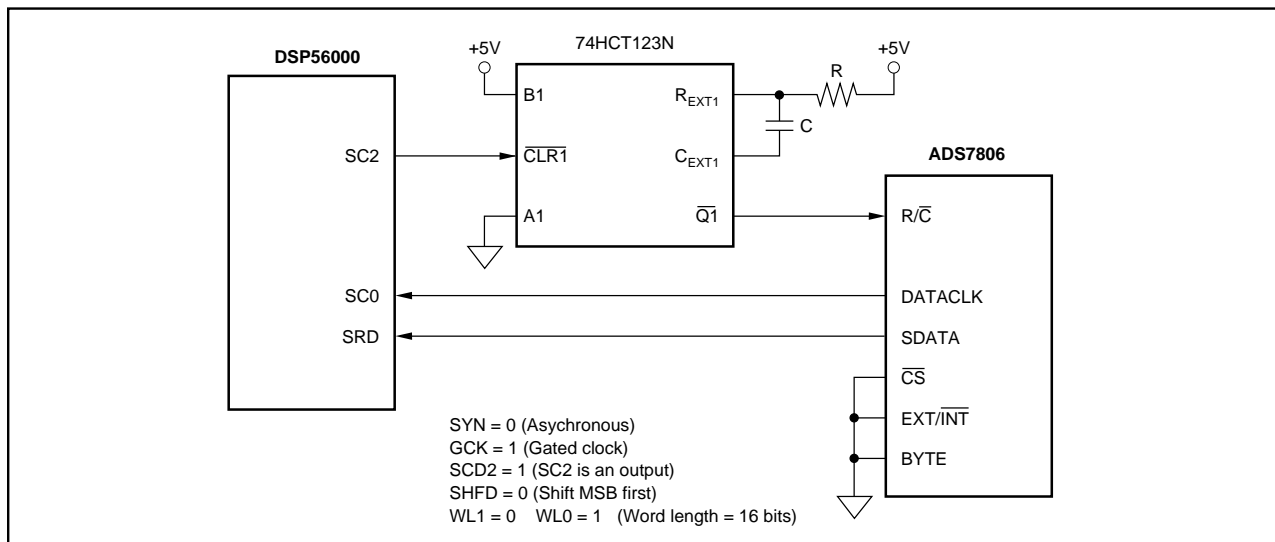 DSP56000
SC2
SC0
SRD
+5V
74HCT123N
B1
CLR1
A1
REXT1
CEXT1
Q1
R
C
+5V
ADS7806
R/C
DATACLK
SDATA
CS
EXT/INT
BYTE
SYN = 0 (Asychronous)
GCK = 1 (Gated clock)
SCD2 = 1 (SC2 is an output)
SHFD = 0 (Shift MSB first)
WL1 = 0 WL0 = 1 (Word length = 16 bits)